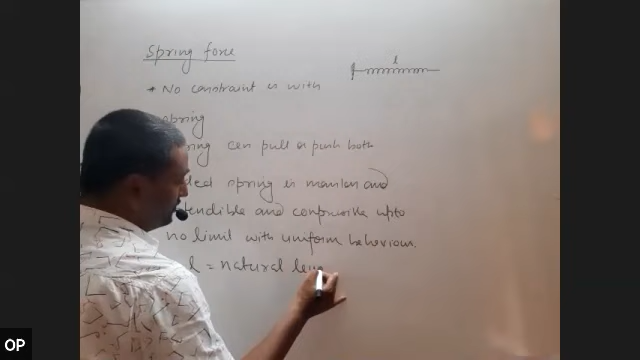 Spring force
l
* No constraint is with
spring
can pull or push both
spring is massless and
and compressible upto
no limit with uniform behaviour.
l = natural len
OP